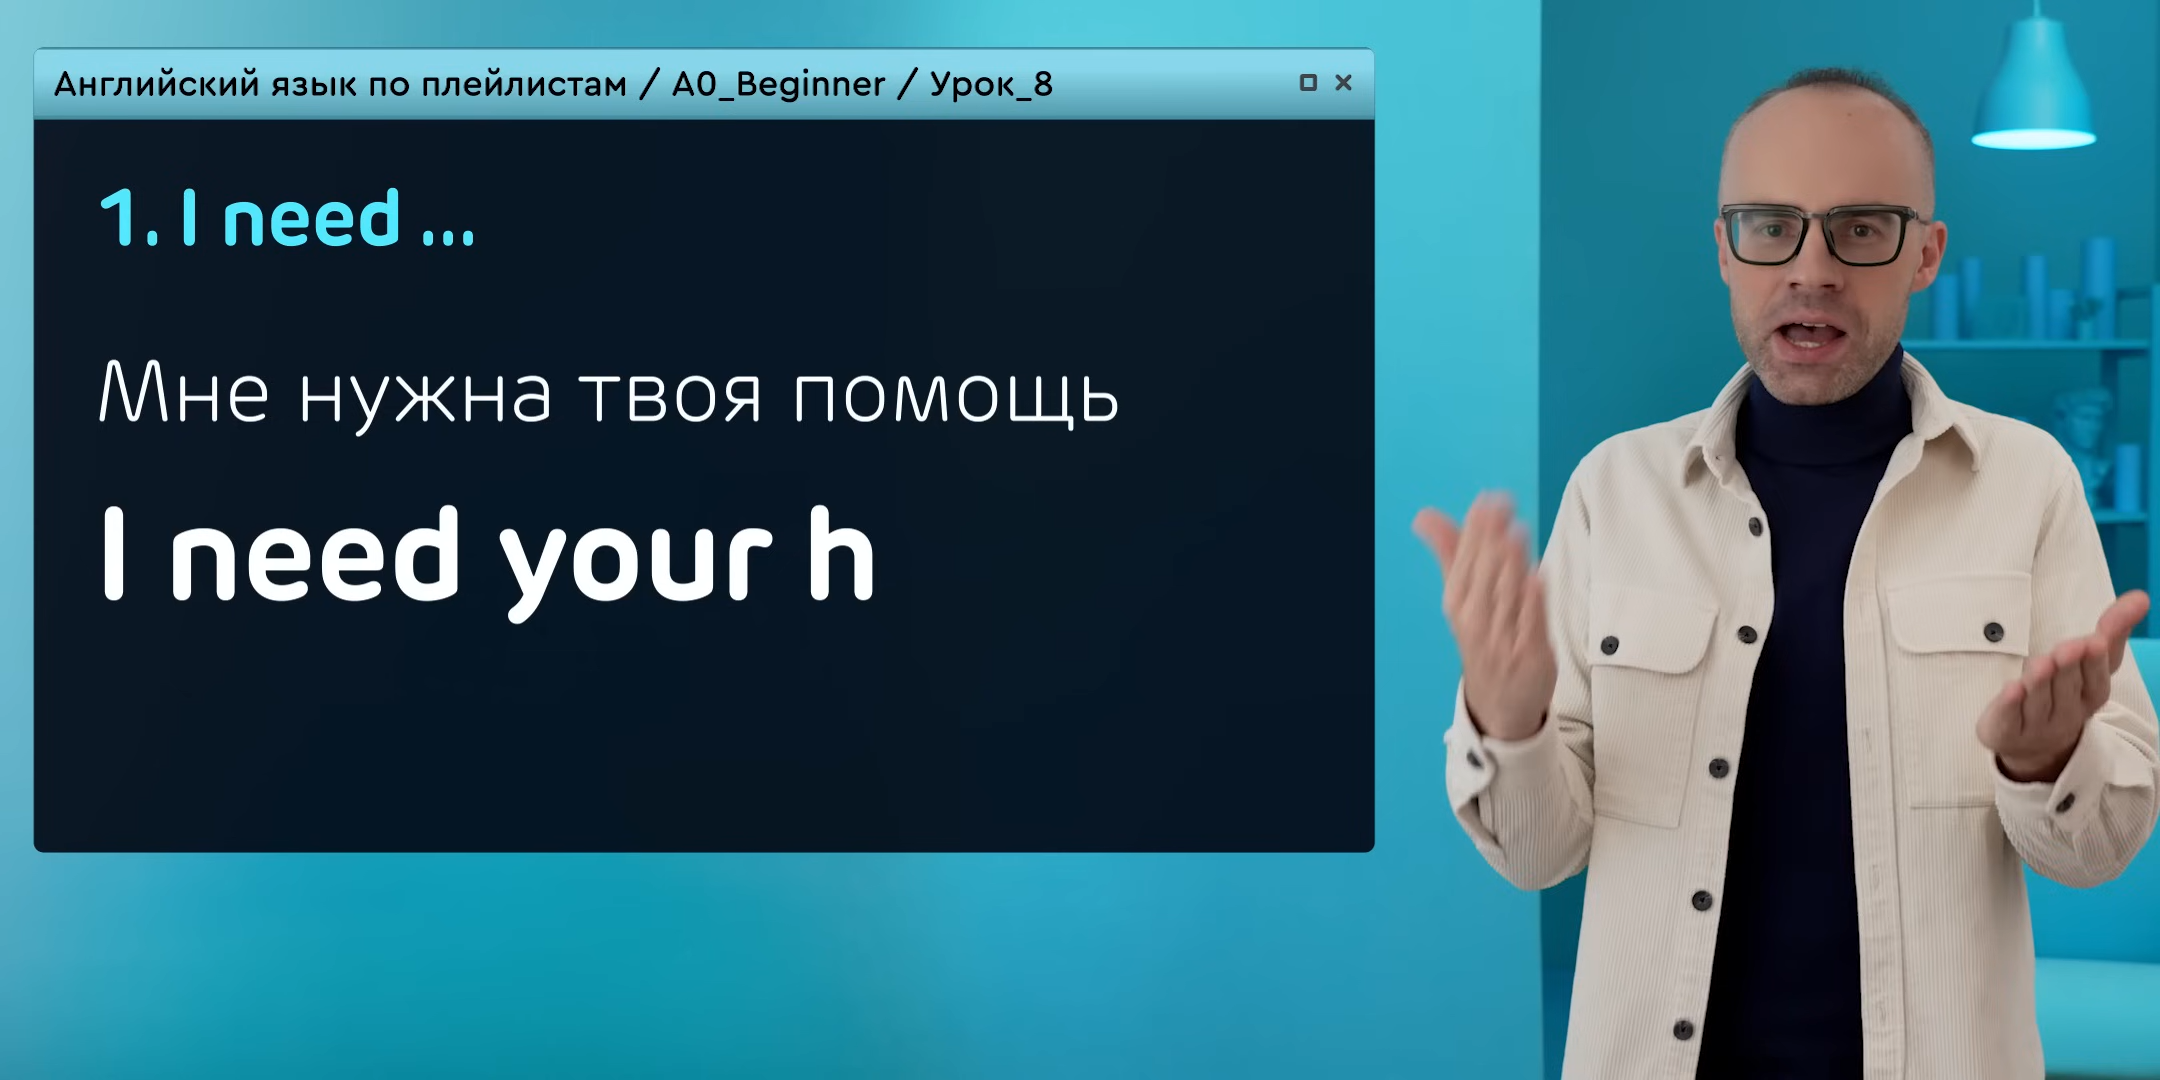 Английский язык по плейлистам / A0_Beginner / Урок_8
1. I need ...
Мне нужна твоя помощь
I need your h